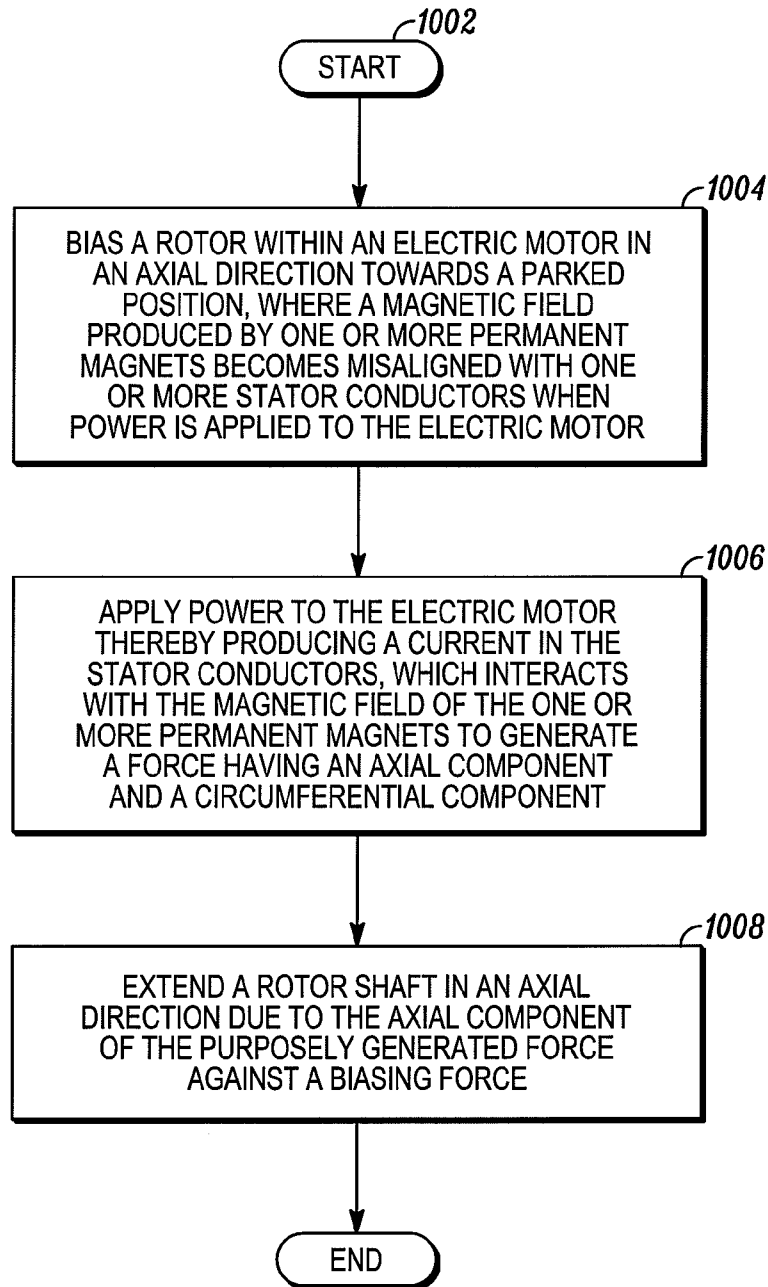 1002
START
1004
BIAS A ROTOR WITHIN AN ELECTRIC MOTOR IN
AN AXIAL DIRECTION TOWARDS A PARKED
POSITION, WHERE A MAGNETIC FIELD
PRODUCED BY ONE OR MORE PERMANENT
MAGNETS BECOMES MISALIGNED WITH ONE
OR MORE STATOR CONDUCTORS WHEN
POWER IS APPLIED TO THE ELECTRIC MOTOR
1006
APPLY POWER TO THE ELECTRIC MOTOR
THEREBY PRODUCING A CURRENT IN THE
STATOR CONDUCTORS, WHICH INTERACTS
WITH THE MAGNETIC FIELD OF THE ONE OR
MORE PERMANENT MAGNETS TO GENERATE
A FORCE HAVING AN AXIAL COMPONENT
AND A CIRCUMFERENTIAL COMPONENT
1008
EXTEND A ROTOR SHAFT IN AN AXIAL
DIRECTION DUE TO THE AXIAL COMPONENT
OF THE PURPOSELY GENERATED FORCE
AGAINST A BIASING FORCE
END